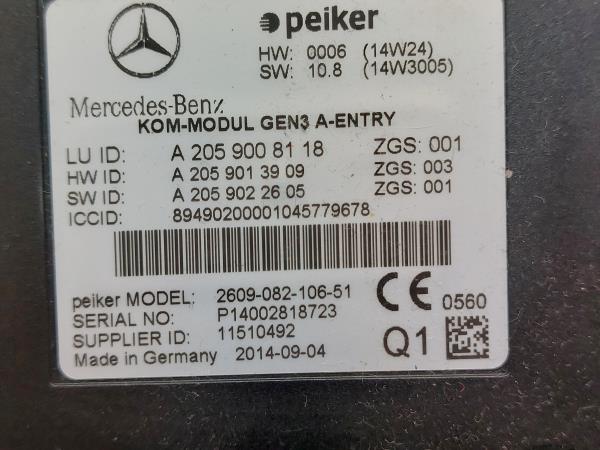 peiker
HW: 0006 (14W24)
SW: 10.8 (14W3005)
Mercedes-Benz
KOM-MODUL GEN3 A-ENTRY
LU ID: A 205 900 81 18 ZGS: 001
HW ID: A 205 901 39 09 ZGS: 003
SW ID: A 205 902 26 05 ZGS: 001
ICCID: 89490200001045779678
peiker MODEL: 2609-082-106-51
SERIAL NO: P14002818723
SUPPLIER ID: 11510492
Made in Germany 2014-09-04
CE 0560
Q1